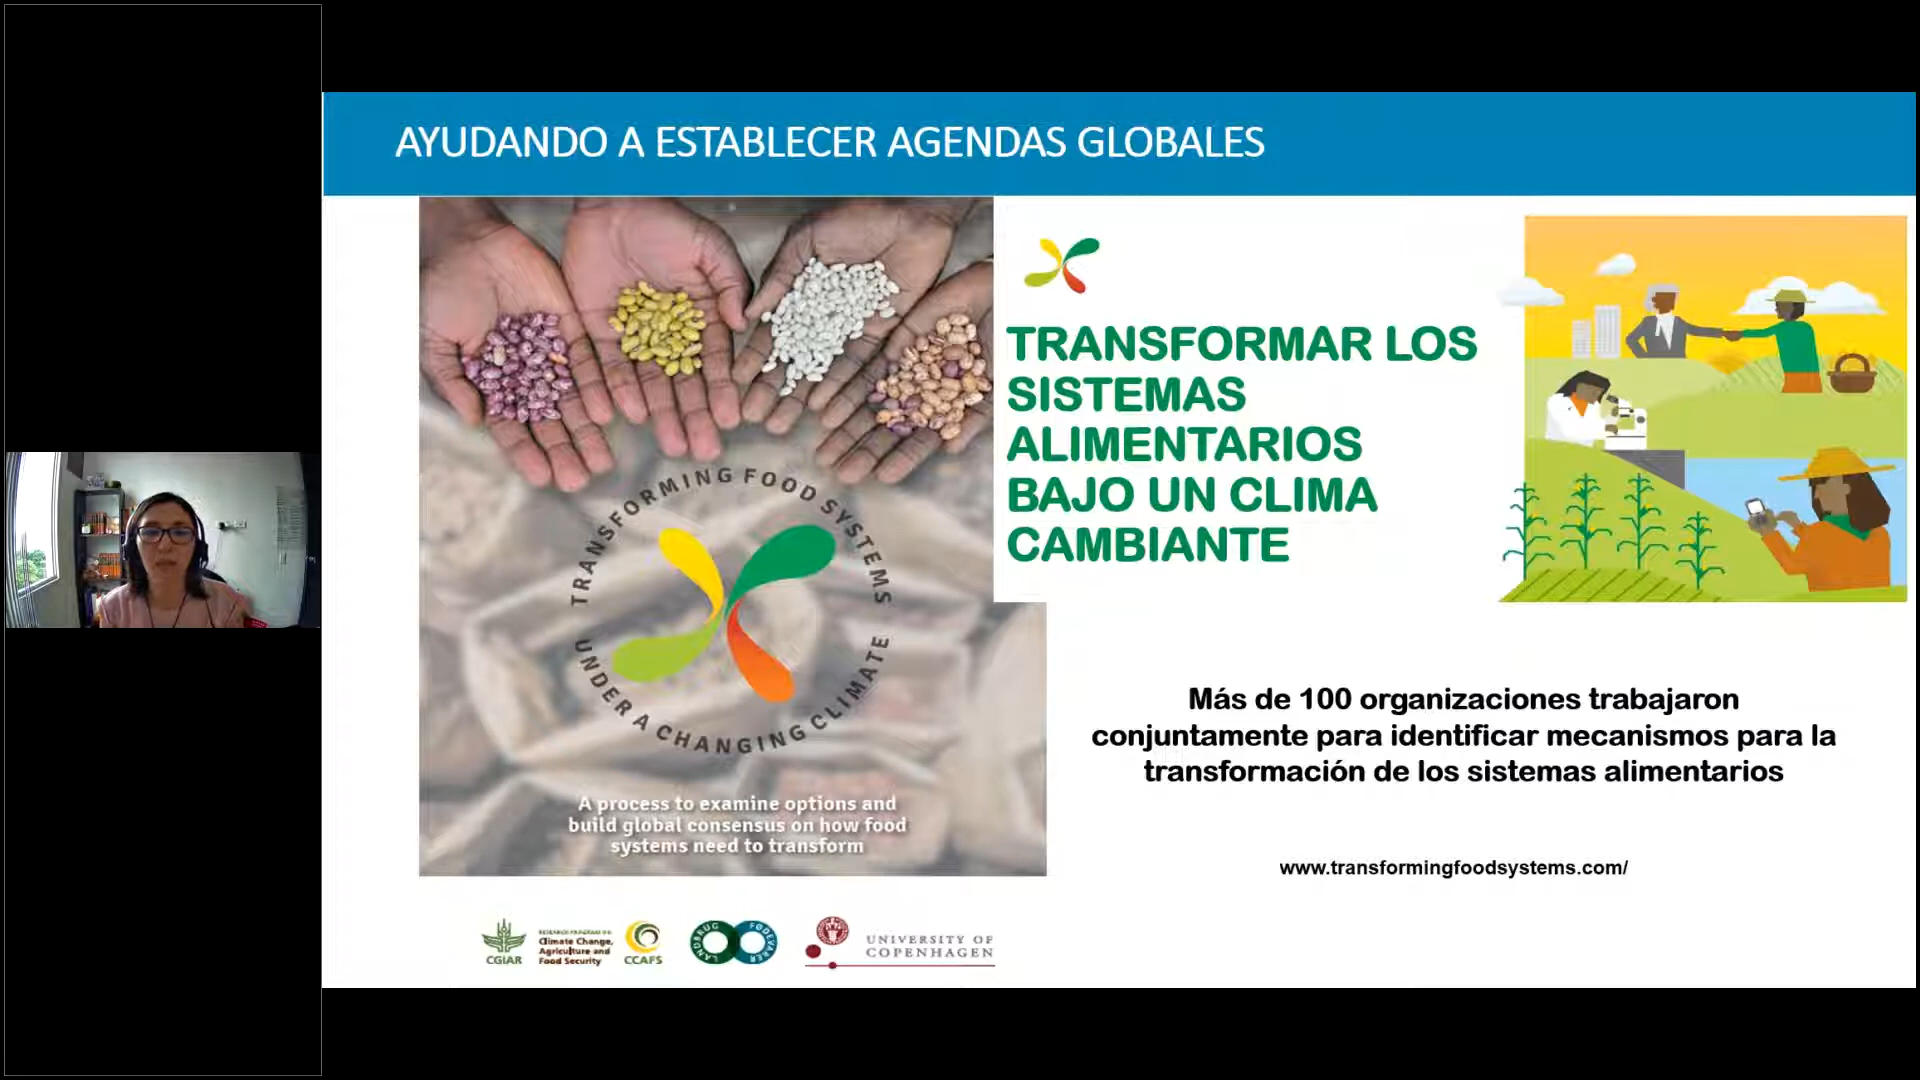 AYUDANDO A ESTABLECER AGENDAS GLOBALES
TRANSFORMING FOOD SYSTEMS
UNDER A CHANGING CLIMATE
A process to examine options and
build global consensus on how food
systems need to transform
TRANSFORMAR LOS
SISTEMAS
ALIMENTARIOS
BAJO UN CLIMA
CAMBIANTE
Más de 100 organizaciones trabajaron
conjuntamente para identificar mecanismos para la
transformación de los sistemas alimentarios
www.transformingfoodsystems.com/
CGIAR
RESEARCH PROGRAM ON
Climate Change,
Agriculture and
Food Security
CCAFS
LANDBRUG
FØDEVARER
UNIVERSITY OF
COPENHAGEN